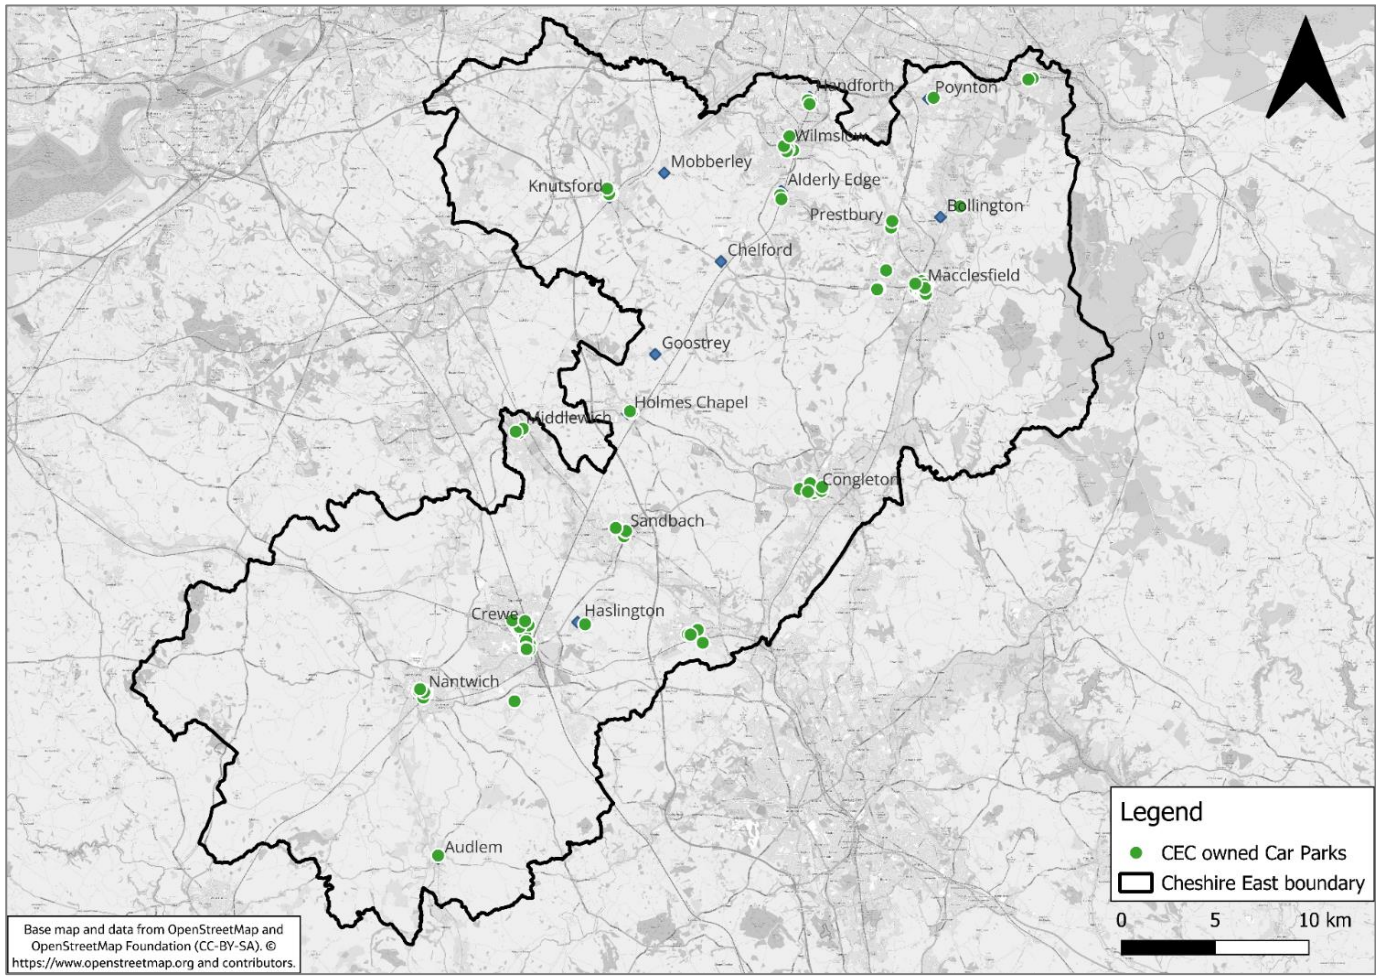 Handforth
Poynton
Wilmslow
Mobberley
Alderly Edge
Knutsford
Bollington
Prestbury
Chelford
Macclesfield
Goostrey
Holmes Chapel
Middlewich
Congleton
Sandbach
Crewe
Haslington
Nantwich
Audlem
Legend
CEC owned Car Parks
Cheshire East boundary
0 5 10 km
Base map and data from OpenStreetMap and
OpenStreetMap Foundation (CC-BY-SA). ©
https://www.openstreetmap.org and contributors.